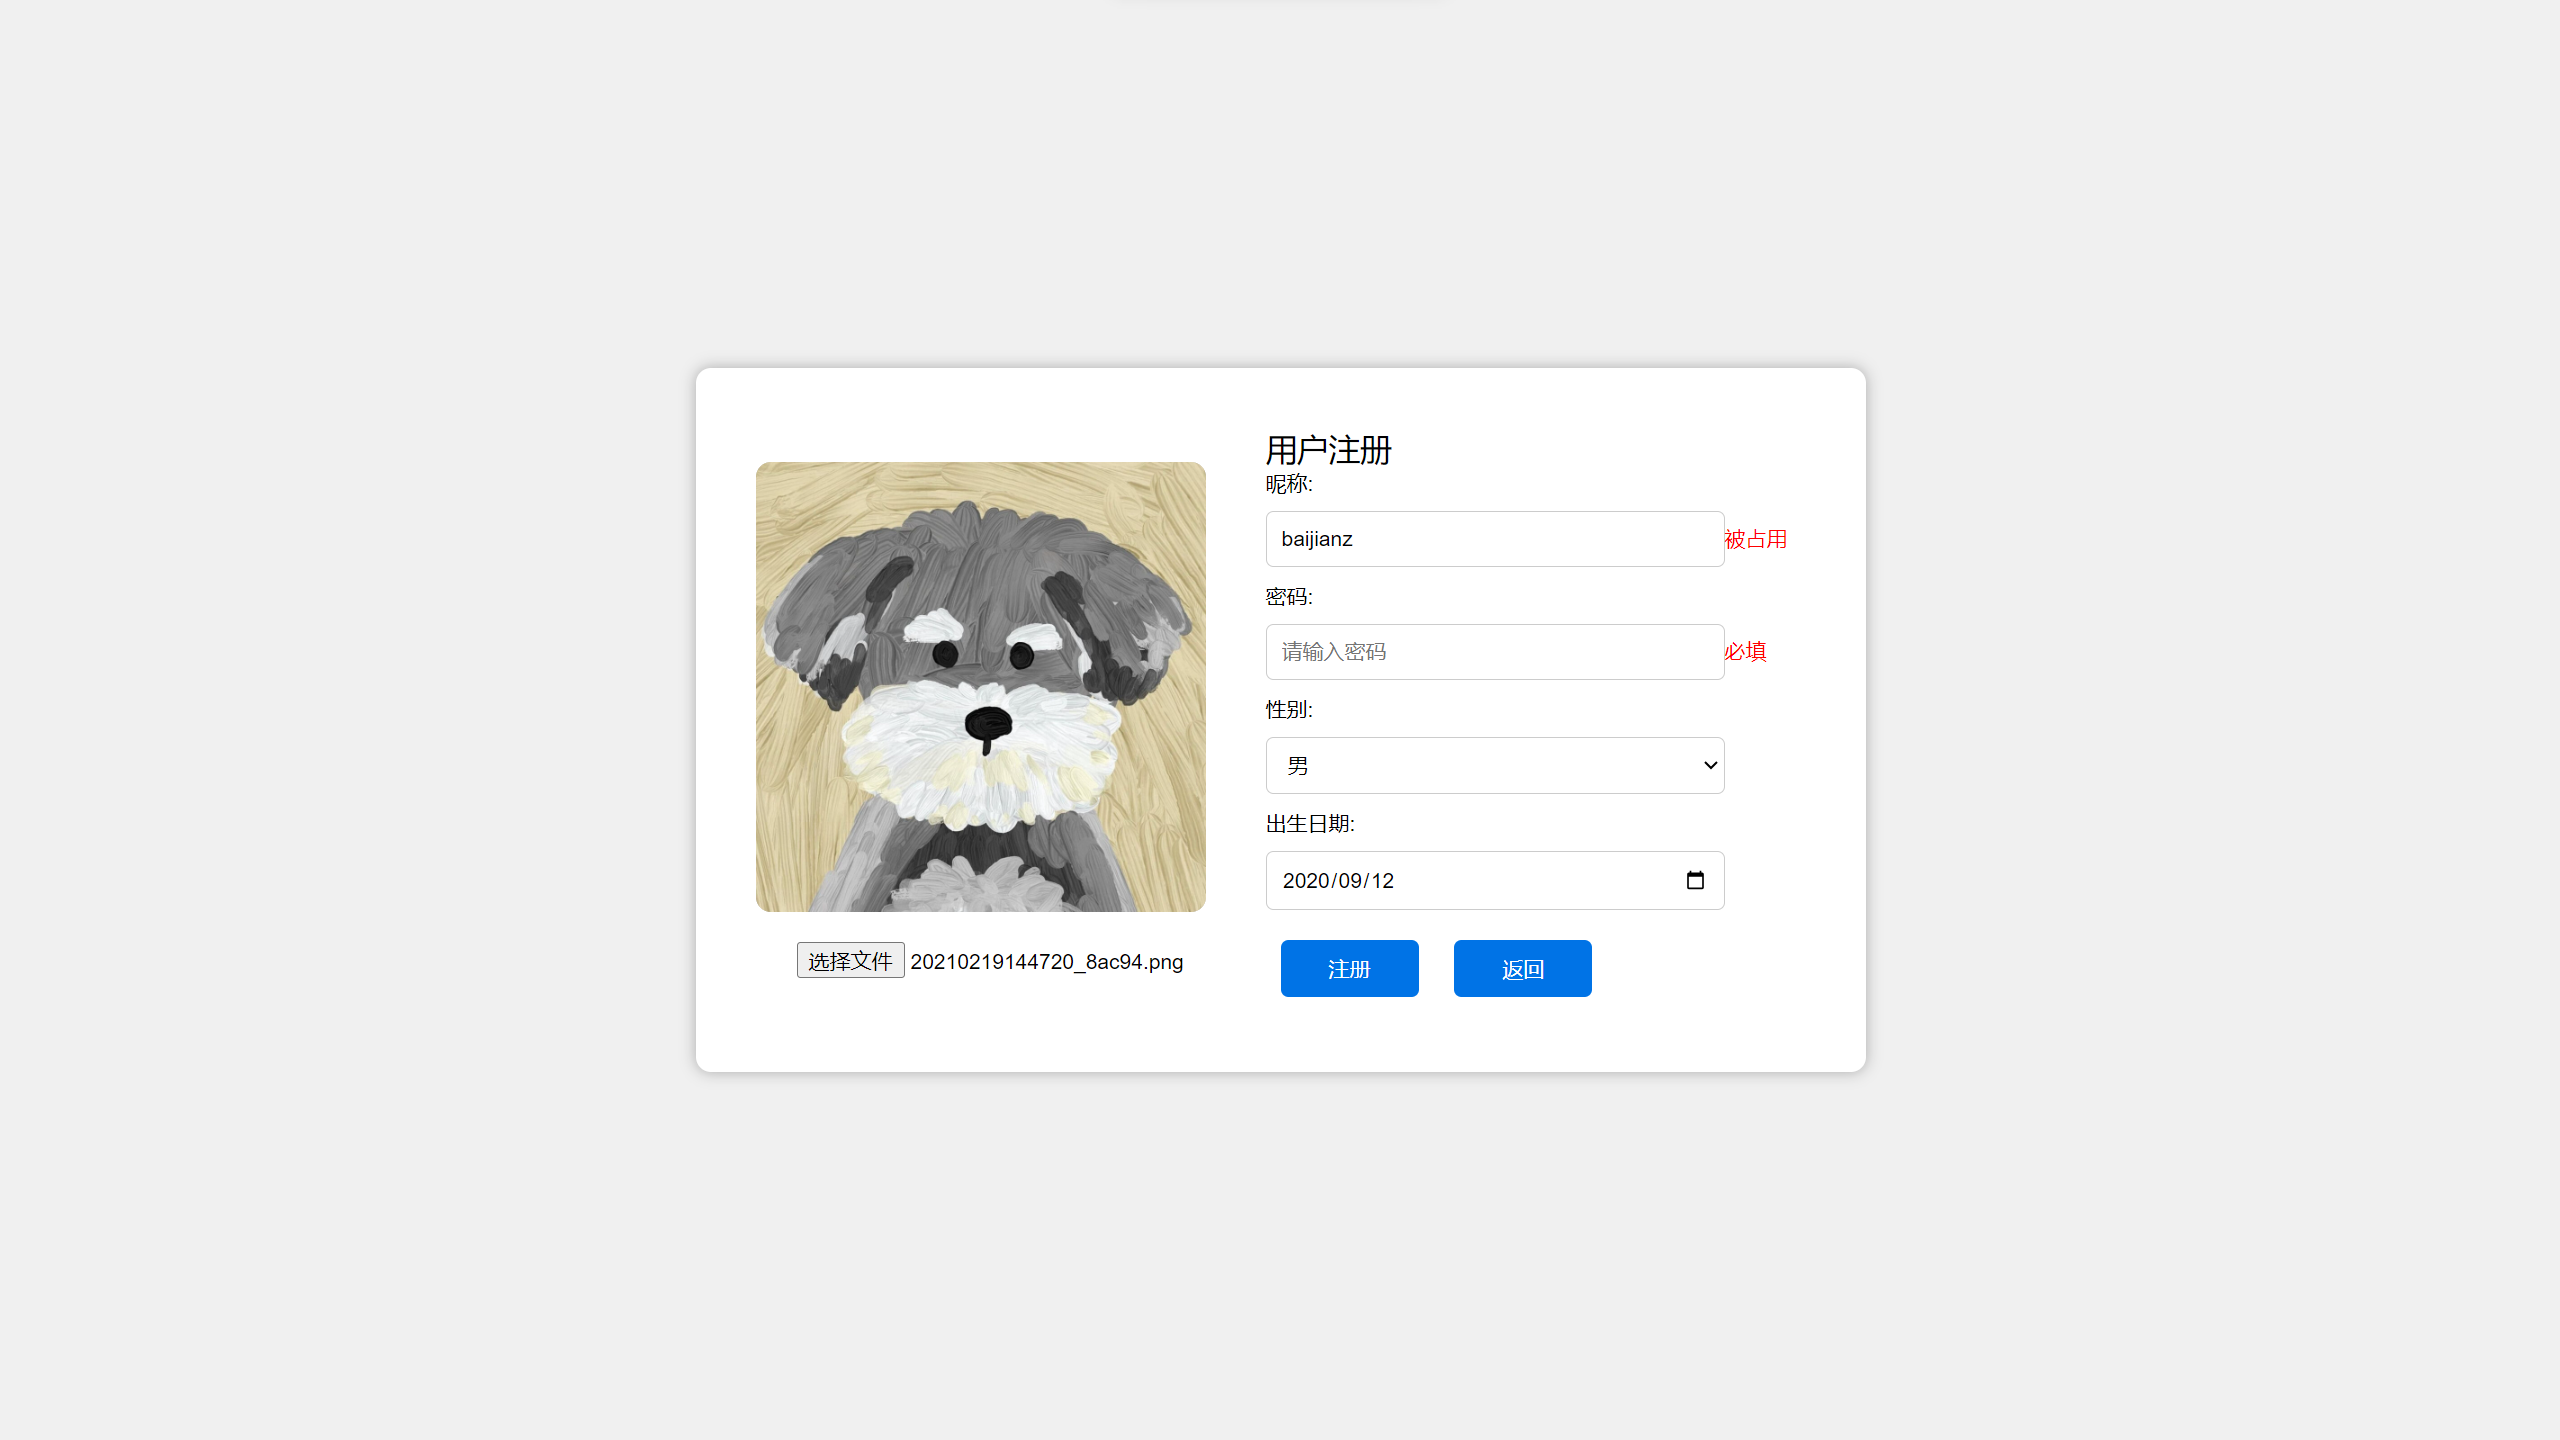 用户注册
昵称:
baijianz 被占用
密码:
请输入密码 必填
性别:
男
出生日期:
2020/09/12
选择文件 20210219144720_8ac94.png
注册 返回